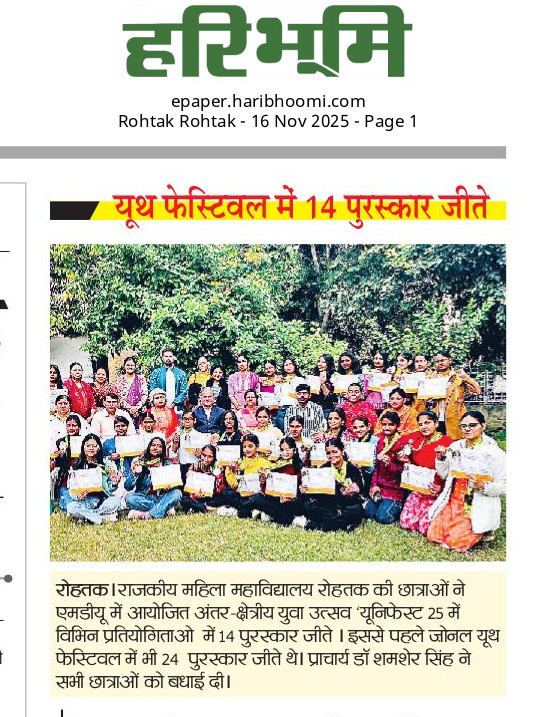 हरिभूमि
epaper.haribhoomi.com
Rohtak Rohtak - 16 Nov 2025 - Page 1
यूथ फेस्टिवल में 14 पुरस्कार जीते
रोहतक।राजकीय महिला महाविद्यालय रोहतक की छात्राओं ने
एमडीयू में आयोजित अंतर-क्षेत्रीय युवा उत्सव 'यूनिफेस्ट 25 में
विभिन प्रतियोगिताओ में 14 पुरस्कार जीते । इससे पहले जोनल यूथ
फेस्टिवल में भी 24 पुरस्कार जीते थे। प्राचार्य डॉ शमशेर सिंह ने
सभी छात्राओं को बधाई दी।